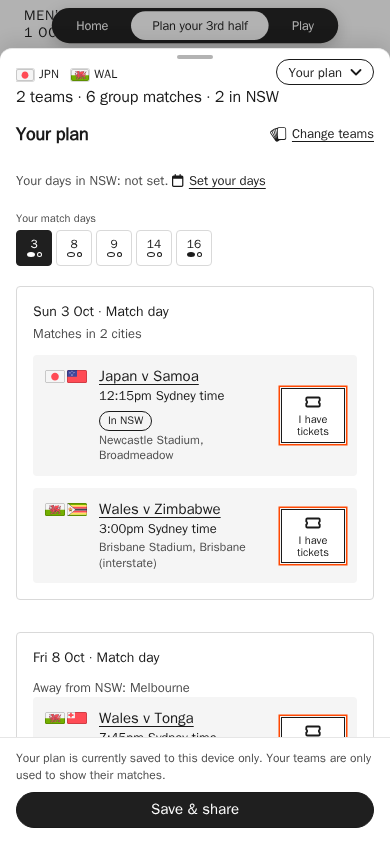 MENU
Home
Plan your 3rd half
Play
JPN
WAL
Your plan
2 teams · 6 group matches · 2 in NSW
Your plan
Change teams
Your days in NSW: not set.
Set your days
Your match days
3
8
9
14
16
Sun 3 Oct · Match day
Matches in 2 cities
Japan v Samoa
12:15pm Sydney time
In NSW
Newcastle Stadium,
Broadmeadow
I have
tickets
Wales v Zimbabwe
3:00pm Sydney time
Brisbane Stadium, Brisbane
(interstate)
I have
tickets
Fri 8 Oct · Match day
Away from NSW: Melbourne
Wales v Tonga
7:45pm Sydney time
Your plan is currently saved to this device only. Your teams are only
used to show their matches.
Save & share